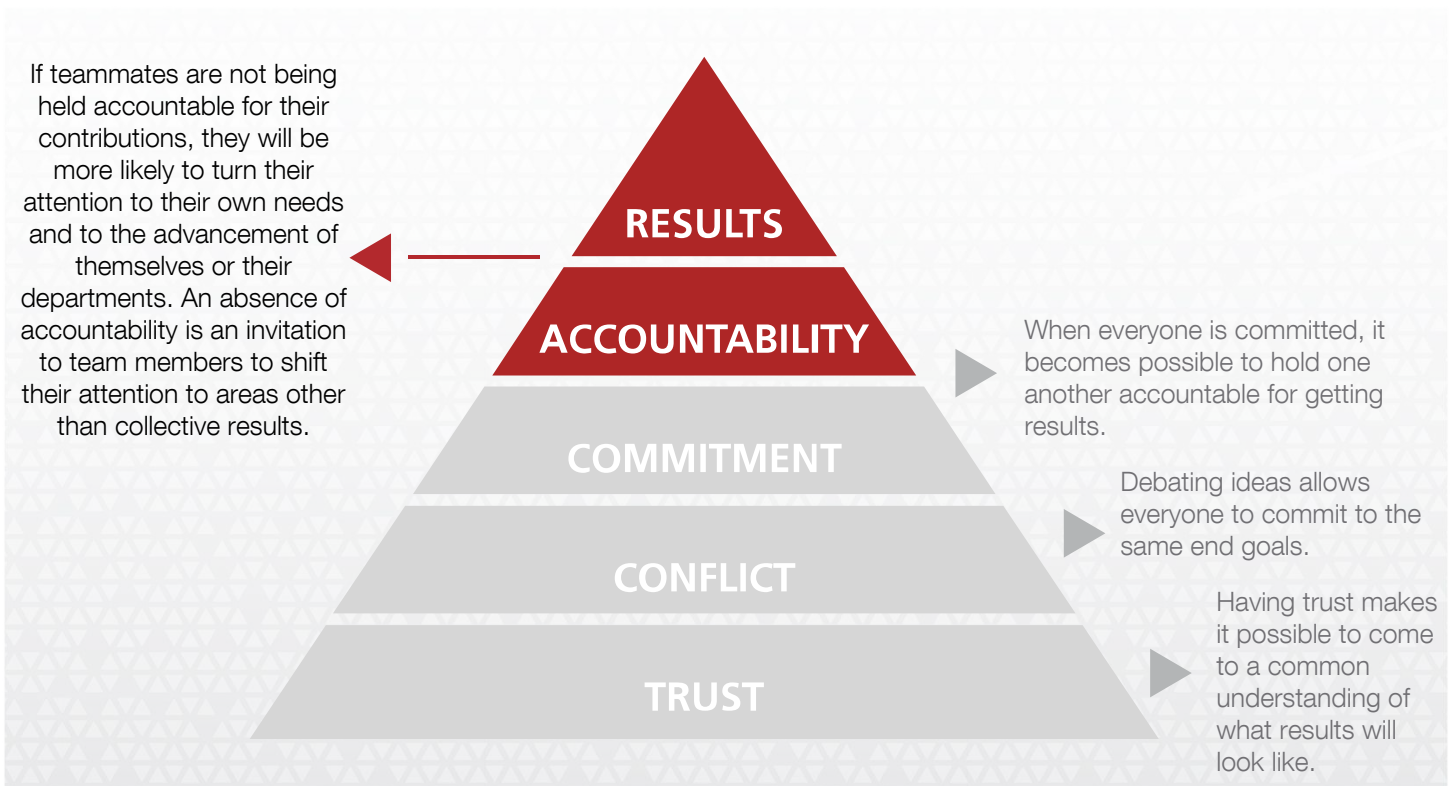 If teammates are not being
held accountable for their
contributions, they will be
more likely to turn their
attention to their own needs
and to the advancement of
themselves or their
departments. An absence of
accountability is an invitation
to team members to shift
their attention to areas other
than collective results.
RESULTS
ACCOUNTABILITY
When everyone is committed, it
becomes possible to hold one
another accountable for getting
results.
COMMITMENT
Debating ideas allows
everyone to commit to the
same end goals.
CONFLICT
Having trust makes
it possible to come
to a common
understanding of
what results will
look like.
TRUST